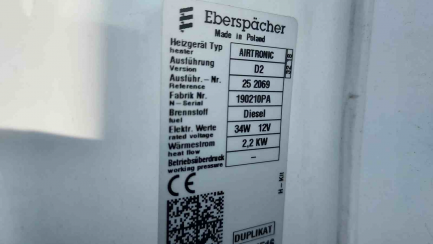 Eberspächer
Made in Poland
Heizgerät Typ AIRTRONIC
heater
Ausführung D2
Version
Ausführ.-Nr. 25 2069
Reference
Fabrik Nr. 190210PA
N-Serial
Brennstoff Diesel
fuel
Elektr. Werte 34W 12V
rated voltage
Wärmestrom 2,2 KW
heat flow
Betriebsüberdruck -
working pressure
CE
H-Kit
DUPLIKAT